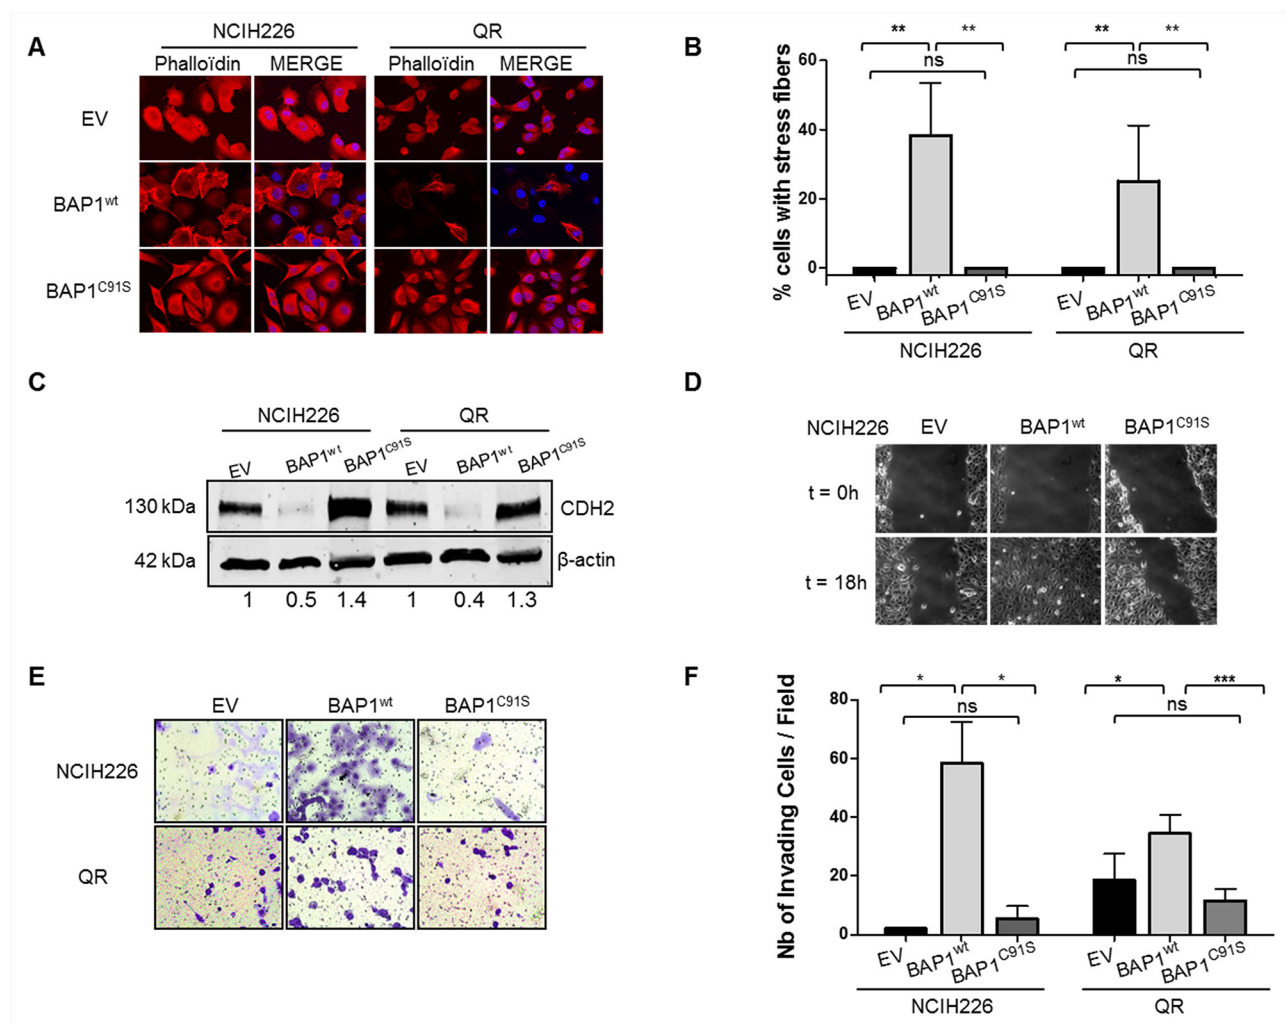 A
NCIH226 QR
Phalloïdin MERGE Phalloïdin MERGE
EV
BAP1wt
BAP1C91S
B
** ** ** **
ns ns
% cells with stress fibers
60
40
20
0
EV BAP1wt BAP1C91S EV BAP1wt BAP1C91S
NCIH226 QR
C
NCIH226 QR
EV BAP1wt BAP1C91S EV BAP1wt BAP1C91S
130 kDa CDH2
42 kDa β-actin
1 0.5 1.4 1 0.4 1.3
D
NCIH226 EV BAP1wt BAP1C91S
t = 0h
t = 18h
E
EV BAP1wt BAP1C91S
NCIH226
QR
F
* * * ***
ns ns
Nb of Invading Cells / Field
80
60
40
20
0
EV BAP1wt BAP1C91S EV BAP1wt BAP1C91S
NCIH226 QR